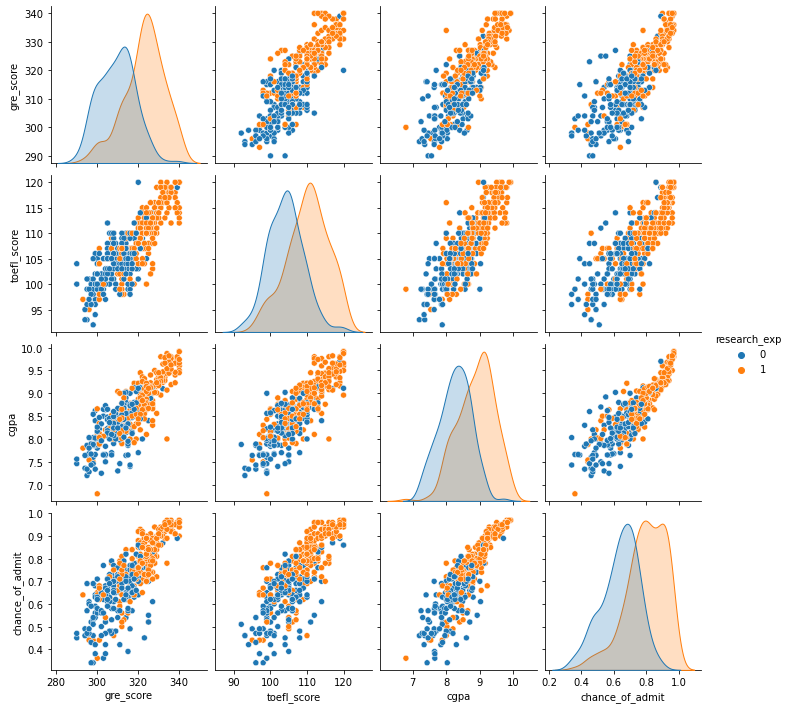 gre_score
340
330
320
310
300
290
toefl_score
120
115
110
105
100
95
cgpa
10.0
9.5
9.0
8.5
8.0
7.5
7.0
chance_of_admit
1.0
0.9
0.8
0.7
0.6
0.5
0.4
280 300 320 340
gre_score
90 100 110 120
toefl_score
7 8 9 10
cgpa
0.2 0.4 0.6 0.8 1.0
chance_of_admit
research_exp
0
1